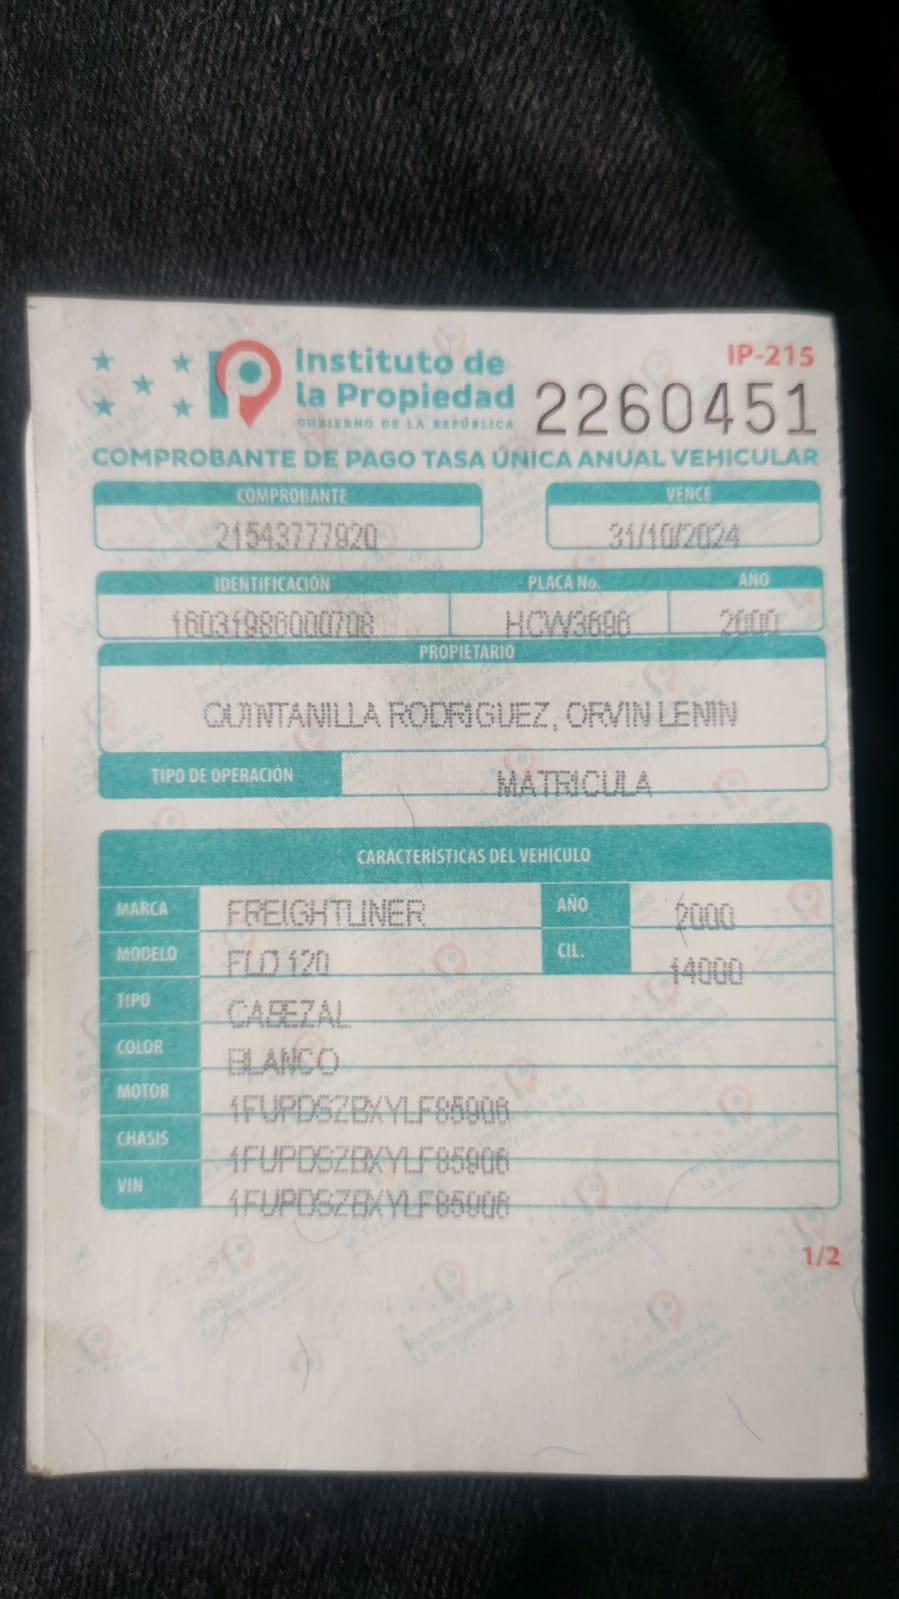 IP-215
Instituto de
la Propiedad
GOBIERNO DE LA REPÚBLICA
2260451
COMPROBANTE DE PAGO TASA ÚNICA ANUAL VEHICULAR
COMPROBANTE
VENCE
21543777920
31/10/2024
IDENTIFICACIÓN
PLACA No.
AÑO
16031986000708
HCW3696
2000
PROPIETARIO
QUINTANILLA RODRIGUEZ, ORVIN LENIN
TIPO DE OPERACIÓN
MATRICULA
CARACTERÍSTICAS DEL VEHÍCULO
MARCA FREIGHTLINER AÑO 2000
MODELO FLD 120 CIL. 14000
TIPO CABEZAL
COLOR BLANCO
MOTOR 1FUPDSZBXYLF85906
CHASIS 1FUPDSZBXYLF85906
VIN 1FUPDSZBXYLF85906
1/2